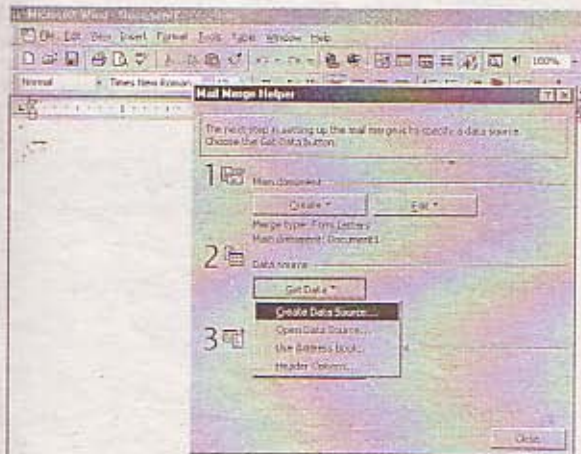 Microsoft Word - Document1
File Edit View Insert Format Tools Table Window Help
100%
Normal Times New Roman
Mail Merge Helper
The next step in setting up the mail merge is to specify a data source.
Choose the Get Data button.
1 Main document
Create Edit
Merge type: Form Letters
Main document: Document1
2 Data source
Get Data
Create Data Source...
Open Data Source...
3
Use Address Book...
Header Options...
Close